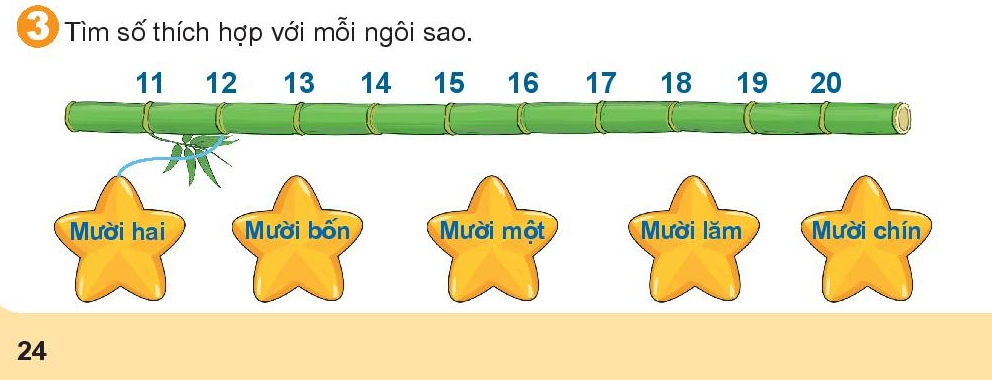 3 Tìm số thích hợp với mỗi ngôi sao.
11 12 13 14 15 16 17 18 19 20
Mười hai Mười bốn Mười một Mười lăm Mười chín
24